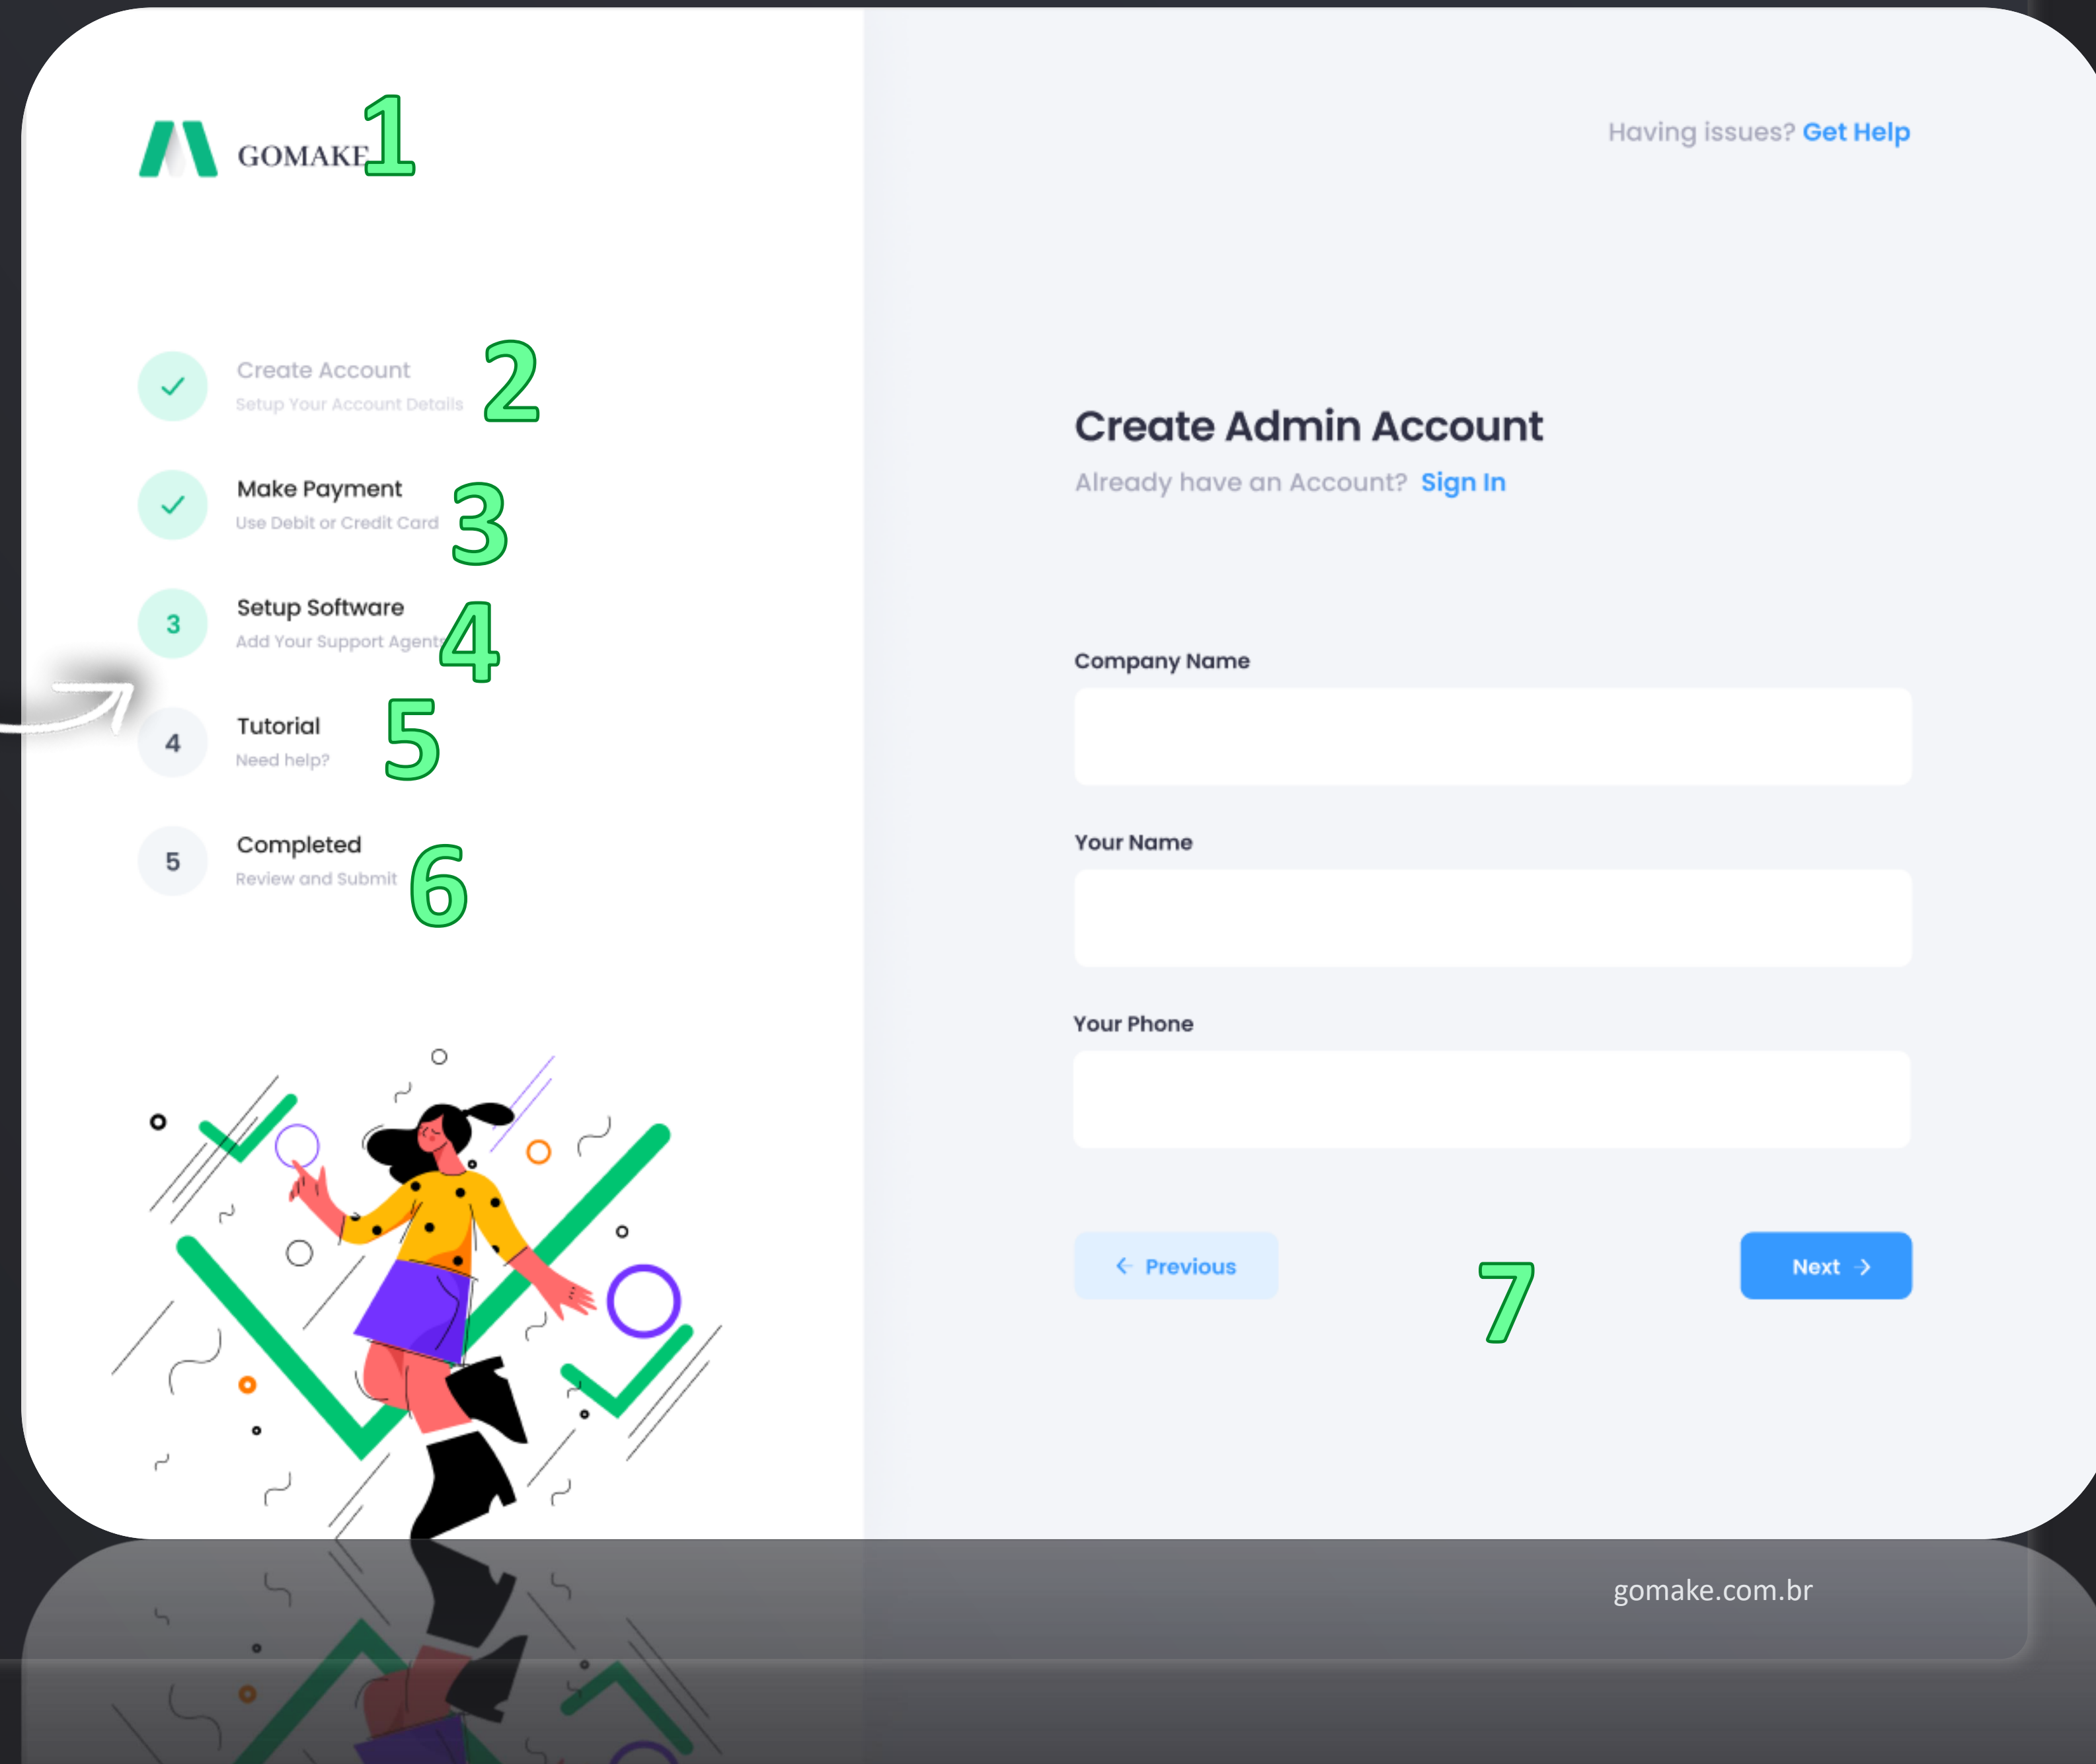 GOMAKE
1
Create Account
Setup Your Account Details
2
Make Payment
Use Debit or Credit Card
3
3
Setup Software
Add Your Support Agents
4
4
Tutorial
Need help?
5
5
Completed
Review and Submit
6
Having issues? Get Help
Create Admin Account
Already have an Account? Sign In
Company Name
Your Name
Your Phone
← Previous
7
Next →
gomake.com.br